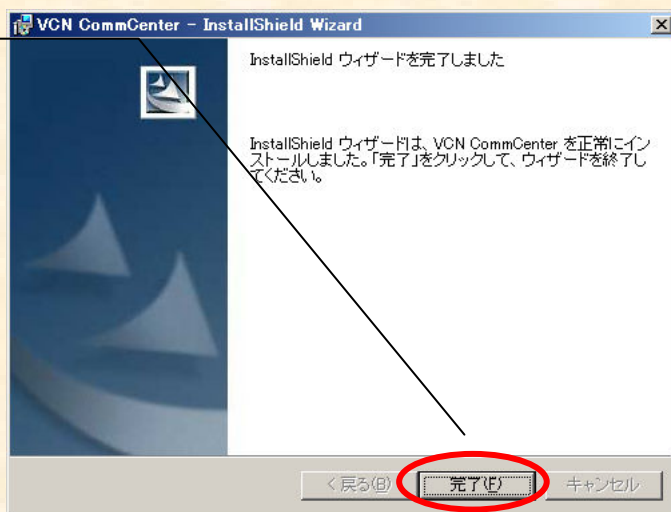 VCN CommCenter - InstallShield Wizard
InstallShield ウィザードを完了しました
InstallShield ウィザードは、VCN CommCenter を正常にイン
ストールしました。「完了」をクリックして、ウィザードを終了し
てください。
< 戻る(B)
完了(F)
キャンセル